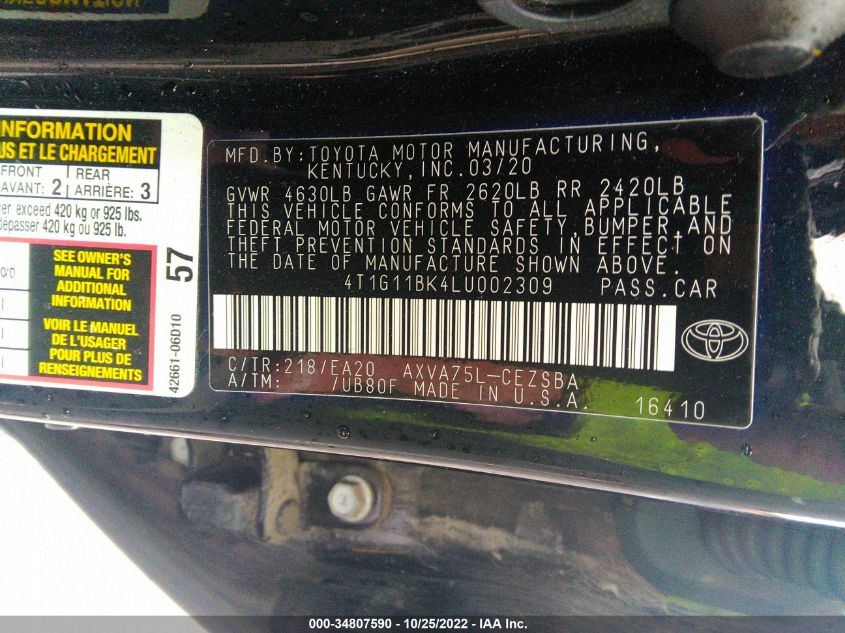 INFORMATION
US ET LE CHARGEMENT
FRONT
AVANT: 2
REAR
ARRIÈRE: 3
er exceed 420 kg or 925 lbs.
dépasser 420 kg ou 925 lb.
SEE OWNER'S
MANUAL FOR
ADDITIONAL
INFORMATION
VOIR LE MANUEL
DE L'USAGER
POUR PLUS DE
RENSEIGNEMENTS
57
42661-06D10
MFD.BY:TOYOTA MOTOR MANUFACTURING,
KENTUCKY,INC.03/20
GVWR 4630LB GAWR FR 2620LB RR 2420LB
THIS VEHICLE CONFORMS TO ALL APPLICABLE
FEDERAL MOTOR VEHICLE SAFETY,BUMPER,AND
THEFT PREVENTION STANDARDS IN EFFECT ON
THE DATE OF MANUFACTURE SHOWN ABOVE.
4T1G11BK4LU002309 PASS.CAR
C/TR:218/EA20 AXVA75L-CEZSBA
A/TM: /UB80F MADE IN U.S.A. 16410
000-34807590 - 10/25/2022 - IAA Inc.